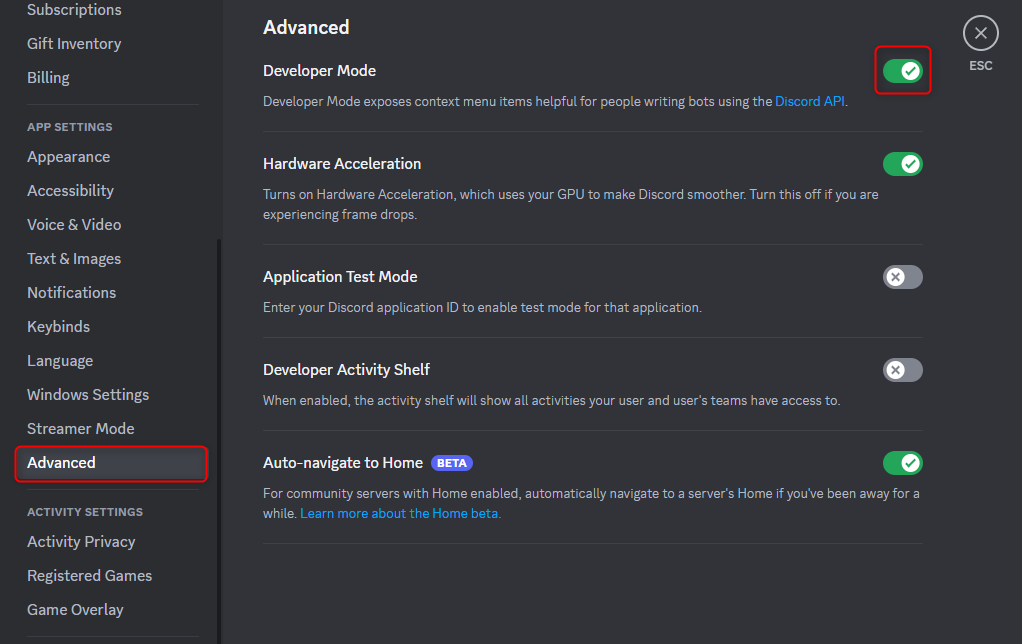 Subscriptions
Gift Inventory
Billing
APP SETTINGS
Appearance
Accessibility
Voice & Video
Text & Images
Notifications
Keybinds
Language
Windows Settings
Streamer Mode
Advanced
ACTIVITY SETTINGS
Activity Privacy
Registered Games
Game Overlay
Advanced
Developer Mode
Developer Mode exposes context menu items helpful for people writing bots using the Discord API.
Hardware Acceleration
Turns on Hardware Acceleration, which uses your GPU to make Discord smoother. Turn this off if you are
experiencing frame drops.
Application Test Mode
Enter your Discord application ID to enable test mode for that application.
Developer Activity Shelf
When enabled, the activity shelf will show all activities your user and user's teams have access to.
Auto-navigate to Home BETA
For community servers with Home enabled, automatically navigate to a server's Home if you've been away for a
while. Learn more about the Home beta.
ESC